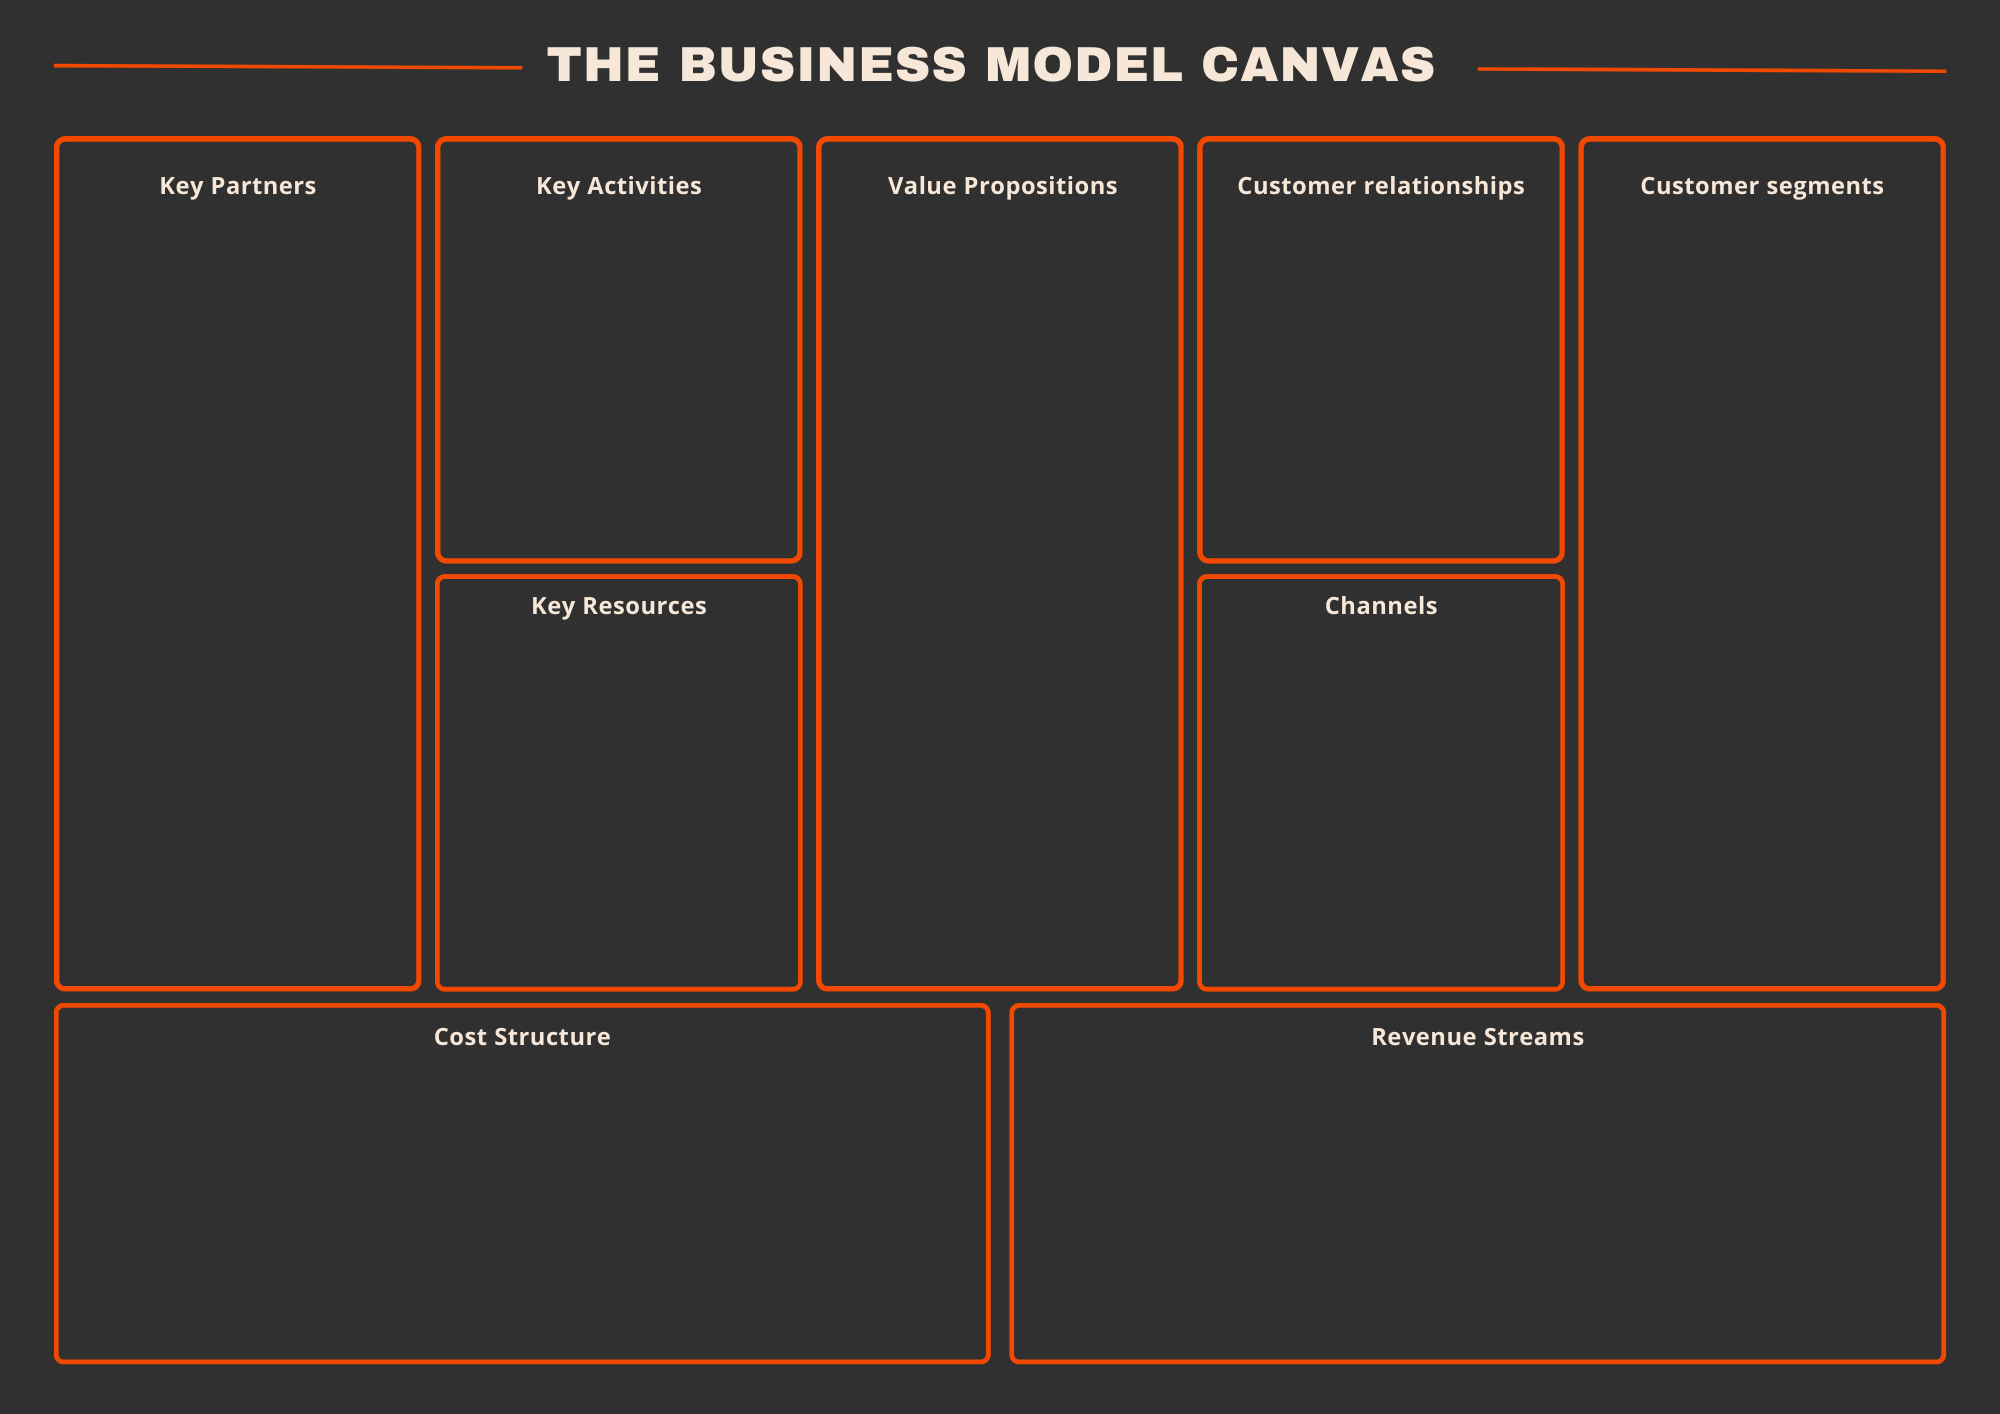 THE BUSINESS MODEL CANVAS
Key Partners
Key Activities
Value Propositions
Customer relationships
Customer segments
Key Resources
Channels
Cost Structure
Revenue Streams